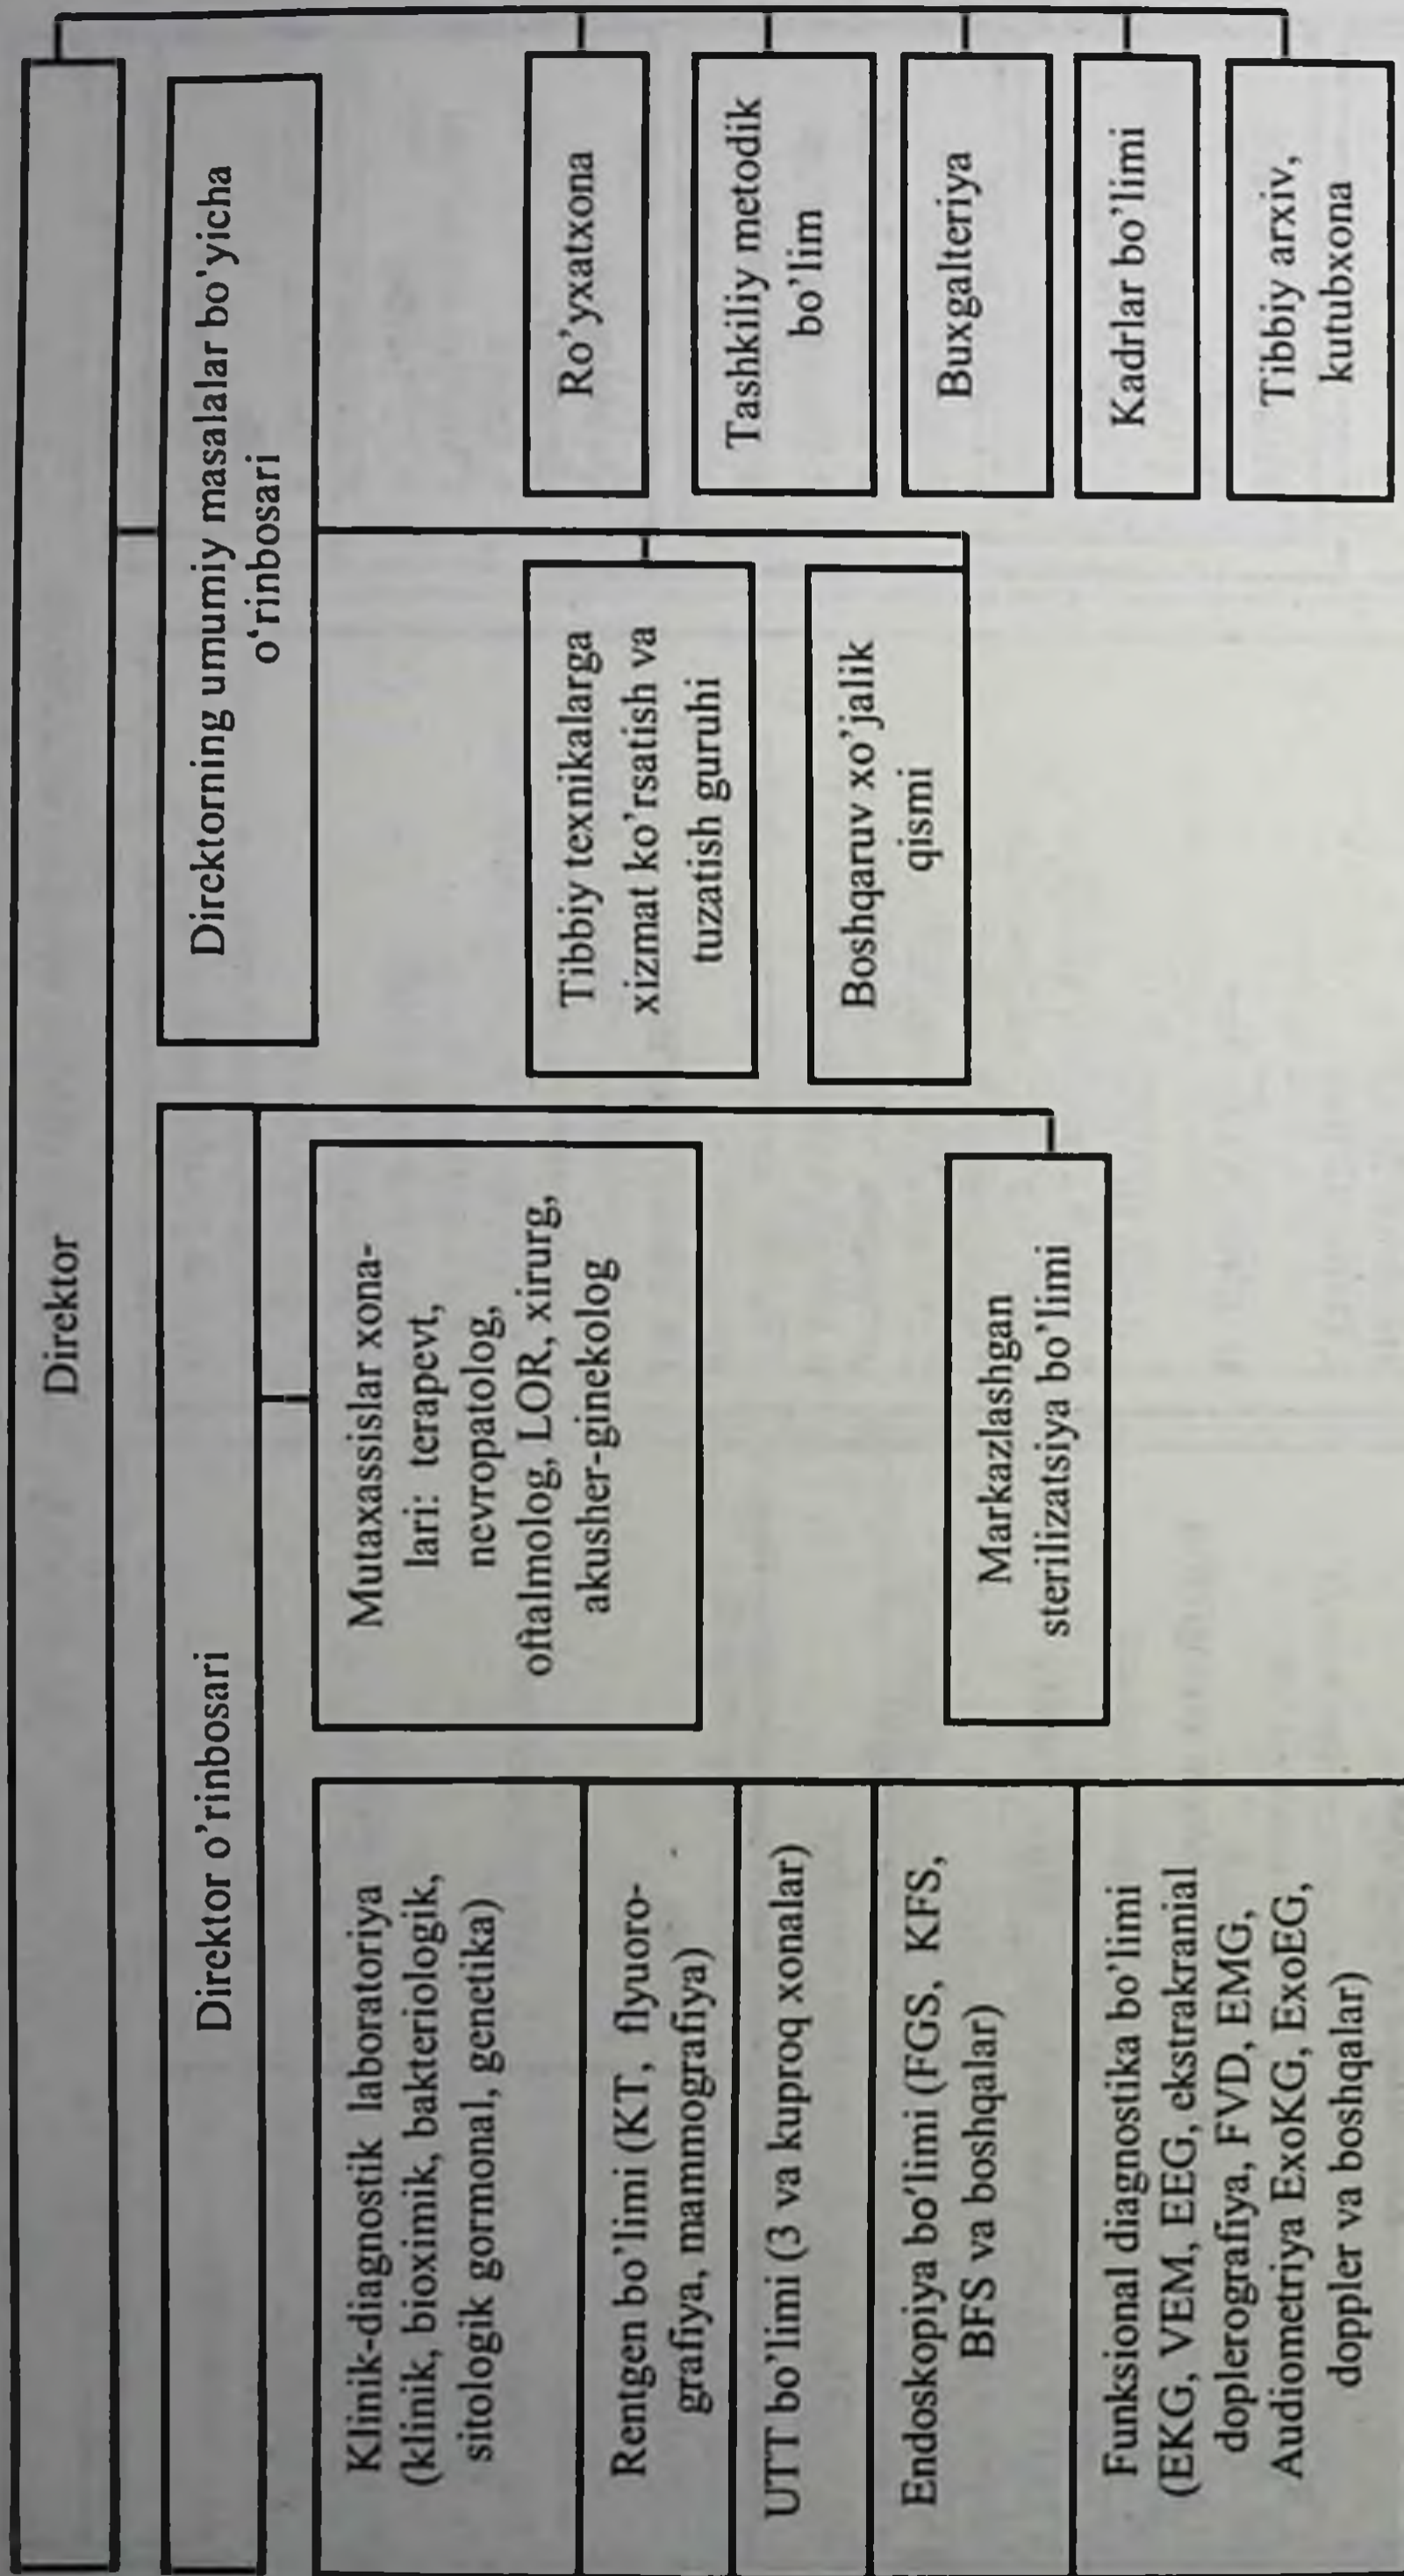 Direktor
Direktor o'rinbosari
Direktorning umumiy masalalar bo'yicha
o'rinbosari
Klinik-diagnostik laboratoriya
(klinik, bioximik, bakteriologik,
sitologik gormonal, genetika)
Rentgen bo'limi (KT, flyuoro-
grafiya, mammografiya)
UTT bo'limi (3 va kuproq xonalar)
Endoskopiya bo'limi (FGS, KFS,
BFS va boshqalar)
Funksional diagnostika bo'limi
(EKG, VEM, EEG, ekstrakranial
doplerografiya, FVD, EMG,
Audiometriya ExoKG, ExoEG,
doppler va boshqalar)
Mutaxassislar xona-
lari: terapevt,
nevropatolog,
oftalmolog, LOR, xirurg,
akusher-ginekolog
Markazlashgan
sterilizatsiya bo'limi
Tibbiy texnikalarga
xizmat ko'rsatish va
tuzatish guruhi
Boshqaruv xo'jalik
qismi
Ro'yxatxona
Tashkiliy metodik
bo'lim
Buxgalteriya
Kadrlar bo'limi
Tibbiy arxiv,
kutubxona